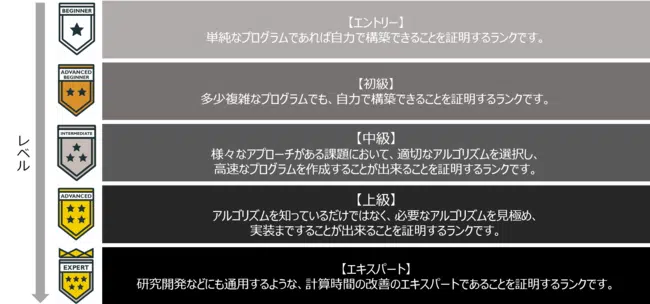 BEGINNER
【エントリー】
単純なプログラムであれば自力で構築できることを証明するランクです。
ADVANCED
BEGINNER
【初級】
多少複雑なプログラムでも、自力で構築できることを証明するランクです。
レベル
INTERMEDIATE
【中級】
様々なアプローチがある課題において、適切なアルゴリズムを選択し、
高速なプログラムを作成することが出来ることを証明するランクです。
ADVANCED
【上級】
アルゴリズムを知っているだけではなく、必要なアルゴリズムを見極め、
実装まですることが出来ることを証明するランクです。
EXPERT
【エキスパート】
研究開発などにも通用するような、計算時間の改善のエキスパートであることを証明するランクです。